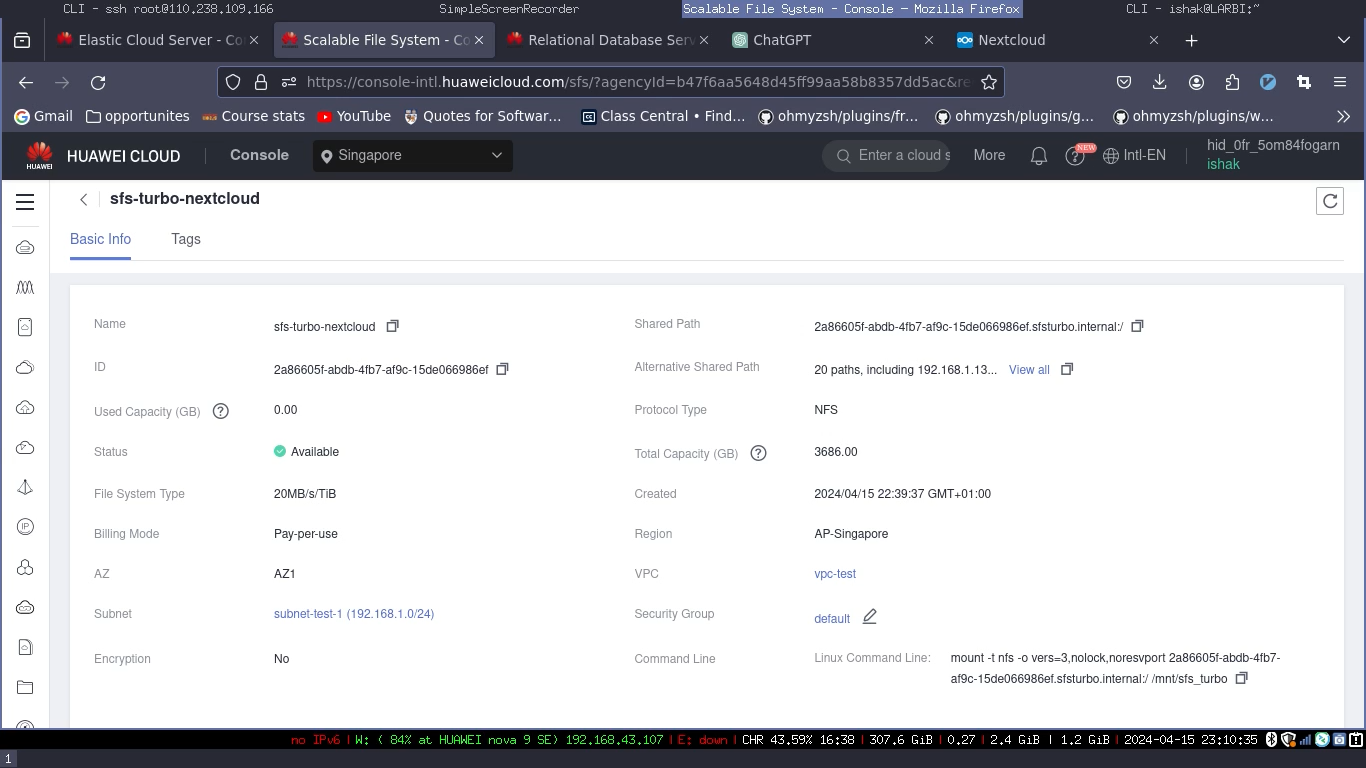 CLI - ssh root@110.238.109.166 SimpleScreenRecorder Scalable File System - Console — Mozilla Firefox CLI - ishak@LARBI:~
Elastic Cloud Server - Co Scalable File System - Co Relational Database Serv ChatGPT Nextcloud
https://console-intl.huaweicloud.com/sfs/?agencyId=b47f6aa5648d45ff99aa58b8357dd5ac&re
Gmail opportunites Course stats YouTube Quotes for Softwar... Class Central • Find... ohmyzsh/plugins/fr... ohmyzsh/plugins/g... ohmyzsh/plugins/w...
HUAWEI HUAWEI CLOUD Console Singapore Enter a cloud s More NEW Intl-EN hid_0fr_5om84fogarn
ishak
sfs-turbo-nextcloud
Basic Info Tags
Name sfs-turbo-nextcloud Shared Path 2a86605f-abdb-4fb7-af9c-15de066986ef.sfsturbo.internal:/
ID 2a86605f-abdb-4fb7-af9c-15de066986ef Alternative Shared Path 20 paths, including 192.168.1.13... View all
Used Capacity (GB) 0.00 Protocol Type NFS
Status Available Total Capacity (GB) 3686.00
File System Type 20MB/s/TiB Created 2024/04/15 22:39:37 GMT+01:00
Billing Mode Pay-per-use Region AP-Singapore
AZ AZ1 VPC vpc-test
Subnet subnet-test-1 (192.168.1.0/24) Security Group default
Encryption No Command Line Linux Command Line: mount -t nfs -o vers=3,nolock,noresvport 2a86605f-abdb-4fb7-
af9c-15de066986ef.sfsturbo.internal:/ /mnt/sfs_turbo
IP
no IPv6 | W: ( 84% at HUAWEI nova 9 SE) 192.168.43.107 | E: down | CHR 43.59% 16:38 | 307.6 GiB | 0.27 | 2.4 GiB | 1.2 GiB | 2024-04-15 23:10:35
1